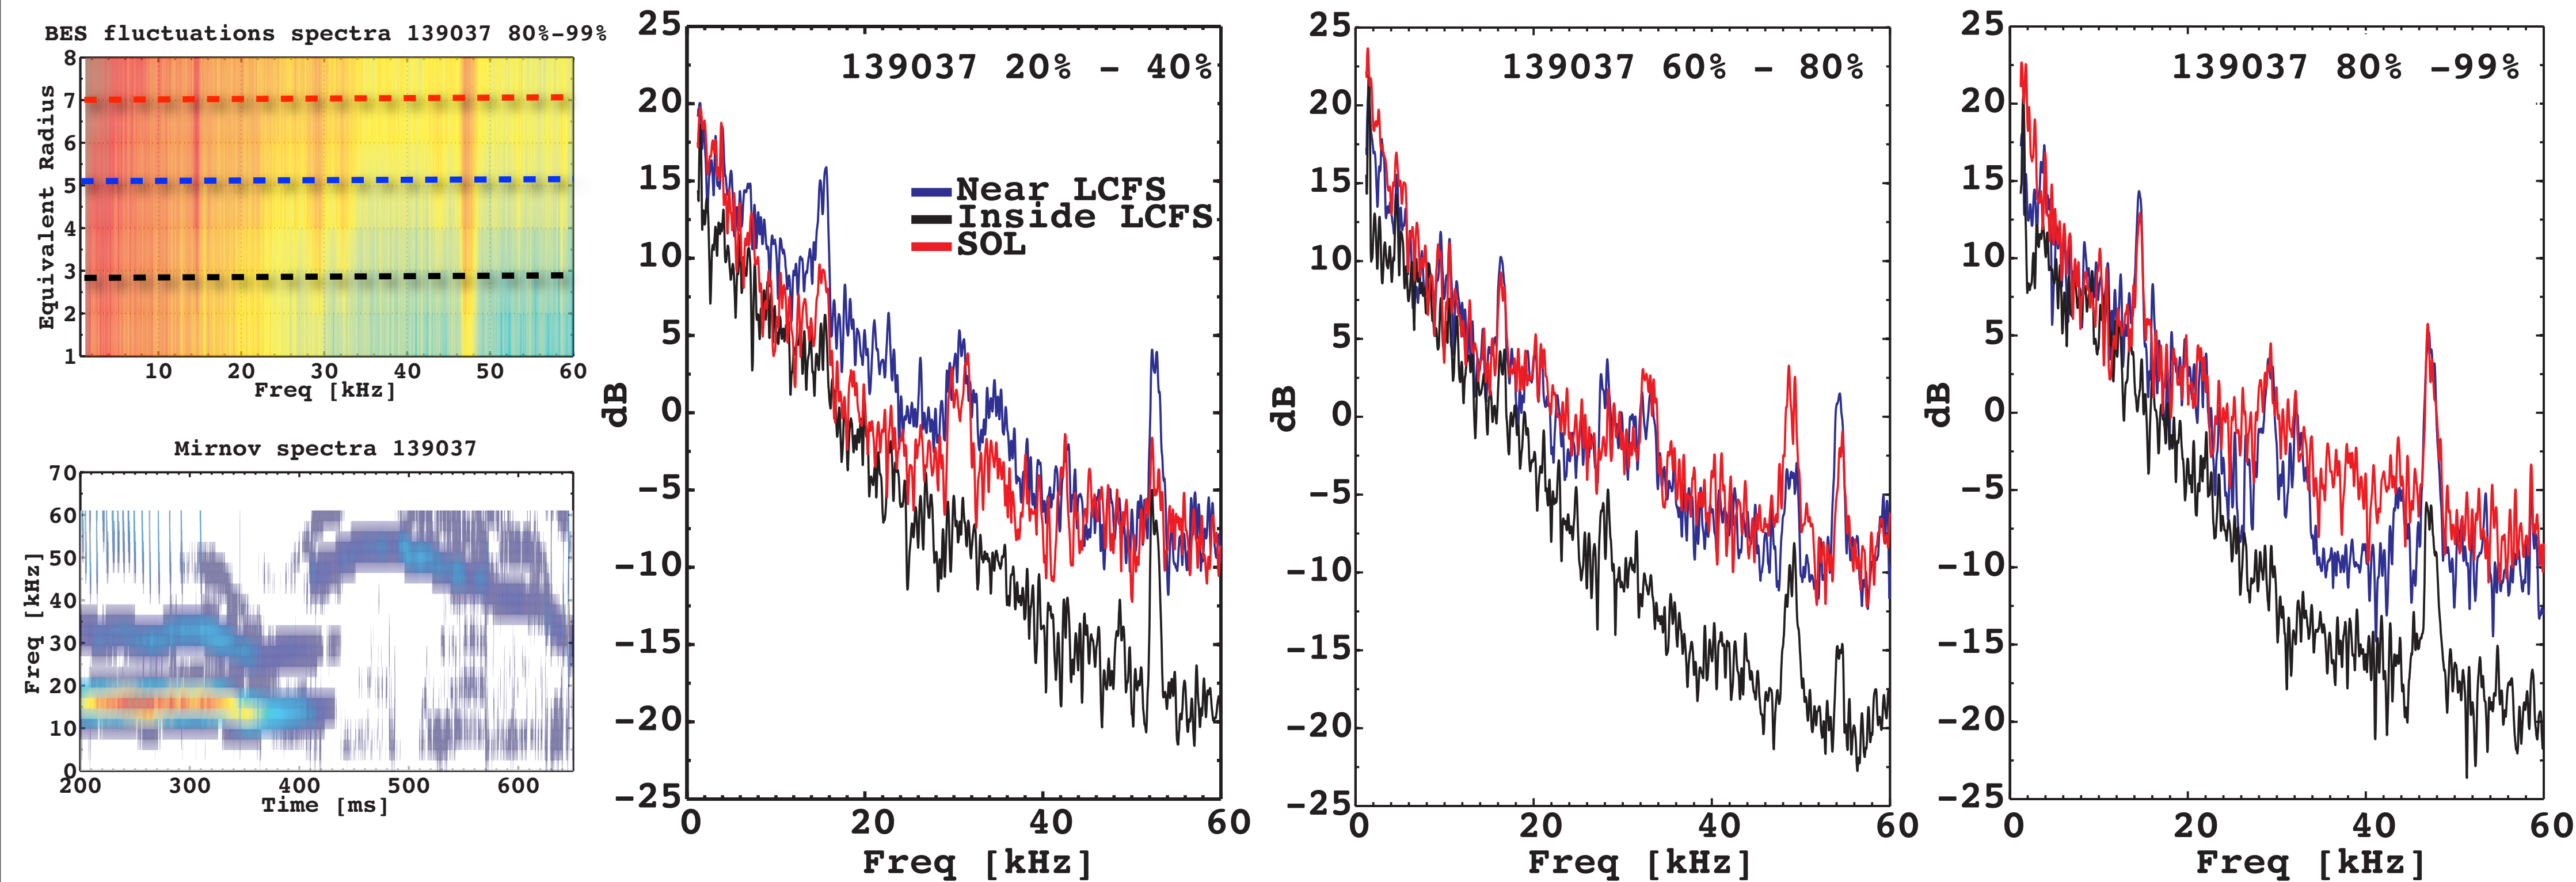 BES fluctuations spectra 139037 80%-99%
8
7
6
5
4
3
2
1
Equivalent Radius
10 20 30 40 50 60
Freq [kHz]
Mirnov spectra 139037
70
60
50
40
30
20
10
0
Freq [kHz]
200 300 400 500 600
Time [ms]
139037 20% - 40%
Near LCFS
Inside LCFS
SOL
25
20
15
10
5
0
-5
-10
-15
-20
-25
dB
0 20 40 60
Freq [kHz]
139037 60% - 80%
25
20
15
10
5
0
-5
-10
-15
-20
-25
dB
0 20 40 60
Freq [kHz]
139037 80% -99%
25
20
15
10
5
0
-5
-10
-15
-20
-25
dB
0 20 40 60
Freq [kHz]